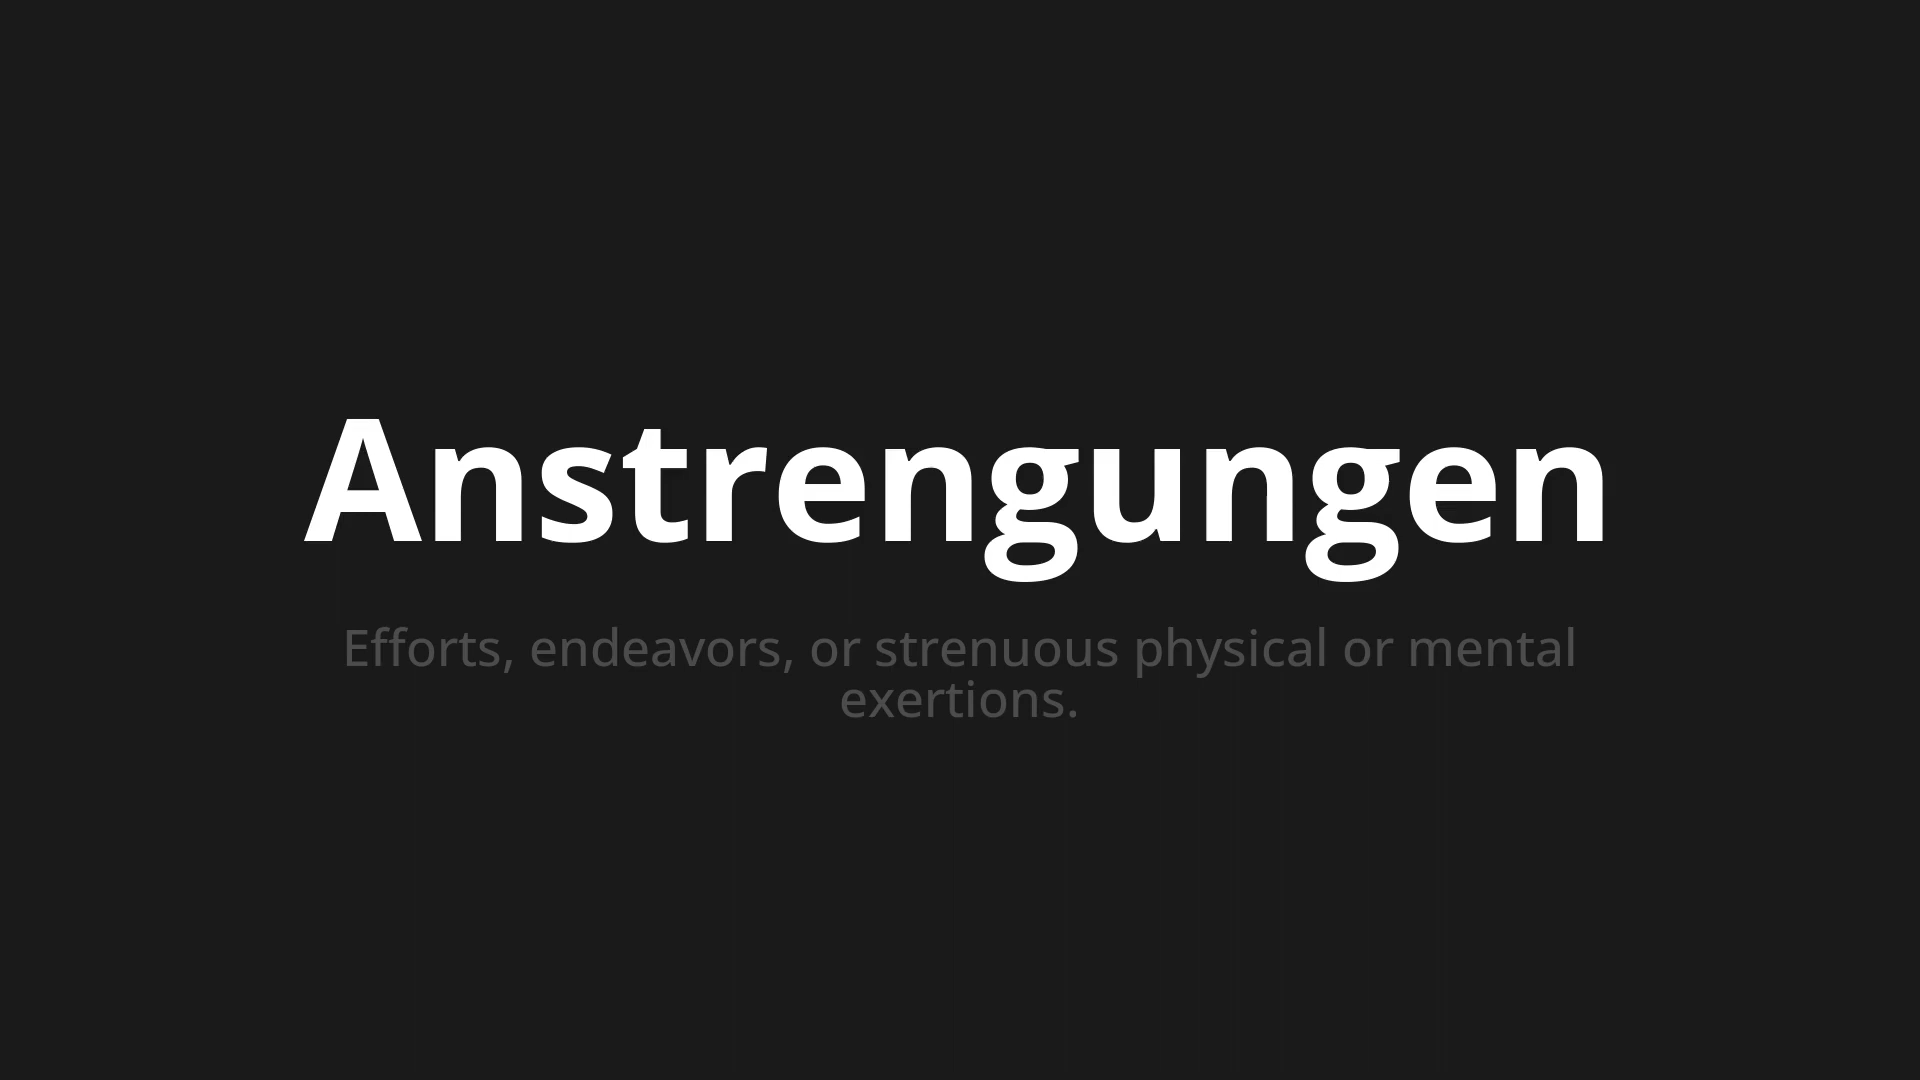 Anstrengungen
Efforts, endeavors, or strenuous physical or mental
exertions.